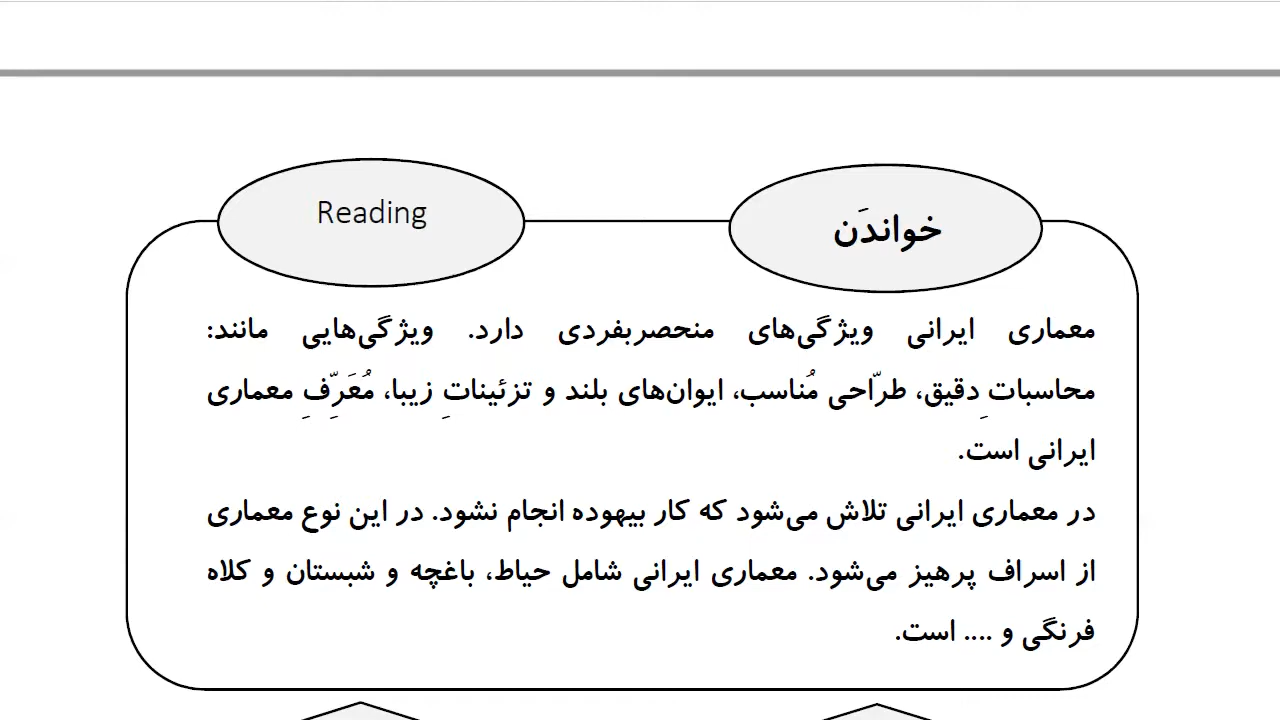 Reading
خواندَن
معماری ایرانی ویژگی‌های منحصربفردی دارد. ویژگی‌هایی مانند:
محاسباتِ دقیق، طرّاحی مُناسب، ایوان‌های بلند و تزئیناتِ زیبا، مُعَرِّفِ معماری
ایرانی است.
در معماری ایرانی تلاش می‌شود که کار بیهوده انجام نشود. در این نوع معماری
از اسراف پرهیز می‌شود. معماری ایرانی شامل حیاط، باغچه و شبستان و کلاه
فرنگی و .... است.